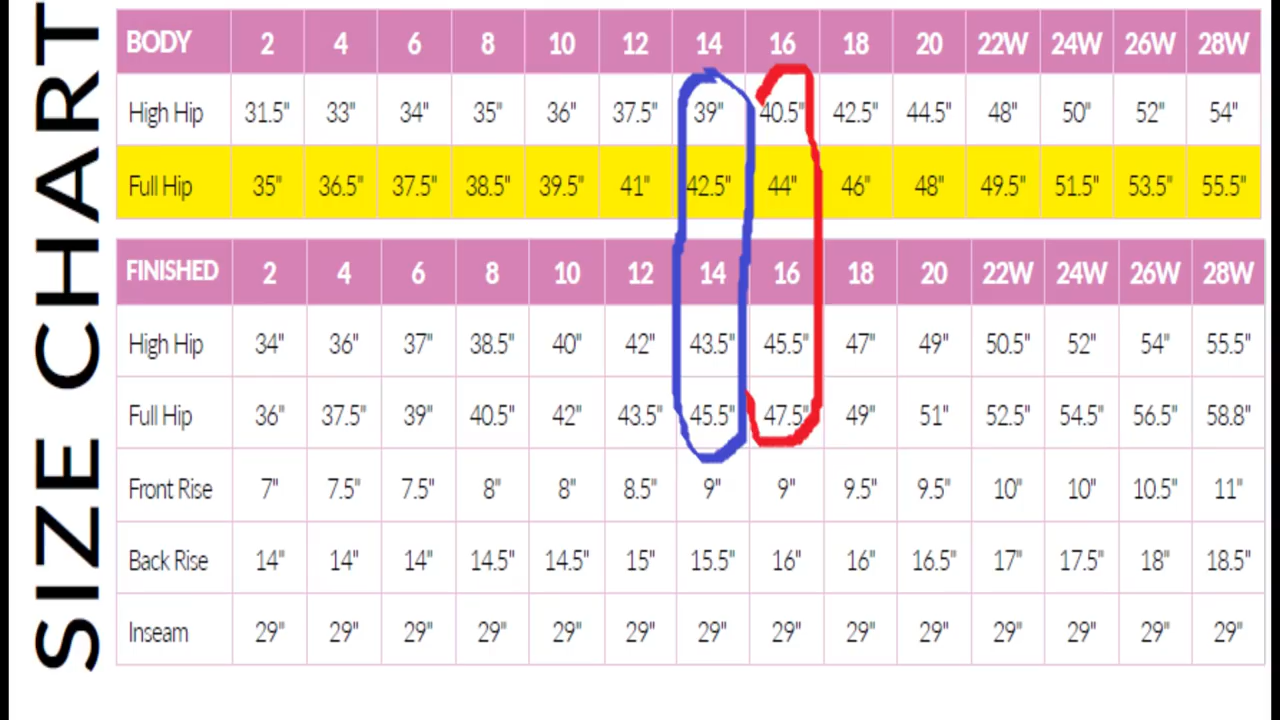 SIZE CHART
BODY 2 4 6 8 10 12 14 16 18 20 22W 24W 26W 28W
High Hip 31.5" 33" 34" 35" 36" 37.5" 39" 40.5" 42.5" 44.5" 48" 50" 52" 54"
Full Hip 35" 36.5" 37.5" 38.5" 39.5" 41" 42.5" 44" 46" 48" 49.5" 51.5" 53.5" 55.5"
FINISHED 2 4 6 8 10 12 14 16 18 20 22W 24W 26W 28W
High Hip 34" 36" 37" 38.5" 40" 42" 43.5" 45.5" 47" 49" 50.5" 52" 54" 55.5"
Full Hip 36" 37.5" 39" 40.5" 42" 43.5" 45.5" 47.5" 49" 51" 52.5" 54.5" 56.5" 58.8"
Front Rise 7" 7.5" 7.5" 8" 8" 8.5" 9" 9" 9.5" 9.5" 10" 10" 10.5" 11"
Back Rise 14" 14" 14" 14.5" 14.5" 15" 15.5" 16" 16" 16.5" 17" 17.5" 18" 18.5"
Inseam 29" 29" 29" 29" 29" 29" 29" 29" 29" 29" 29" 29" 29" 29"